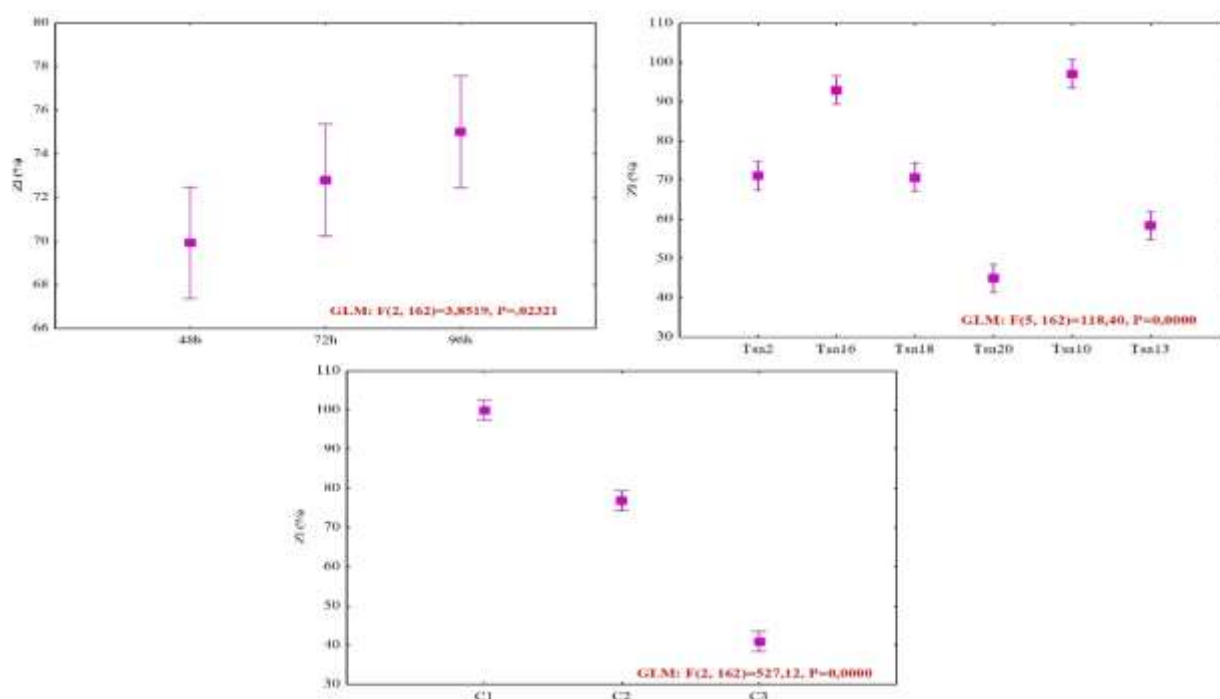 80
78
76
74
72
70
68
66
ZI (%)
48h
72h
96h
GLM: F(2, 162)=3,8519, P=,02321
110
100
90
80
70
60
50
40
30
ZI (%)
Tsn2
Tsn16
Tsn18
Tsn20
Tsn10
Tsn13
GLM: F(5, 162)=118,40, P=0,0000
110
100
90
80
70
60
50
40
30
ZI (%)
C1
C2
C3
GLM: F(2, 162)=527,12, P=0,0000